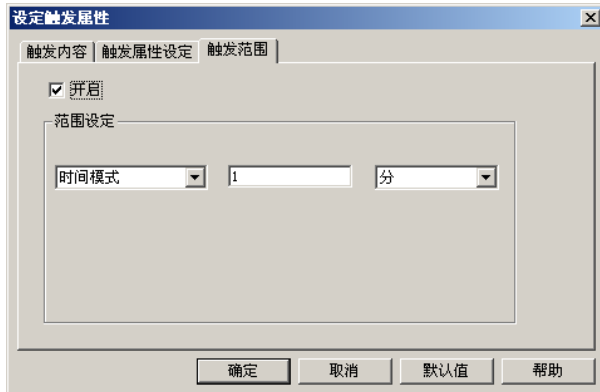 设定触发属性
触发内容 触发属性设定 触发范围
开启
范围设定
时间模式 1 分
确定 取消 默认值 帮助